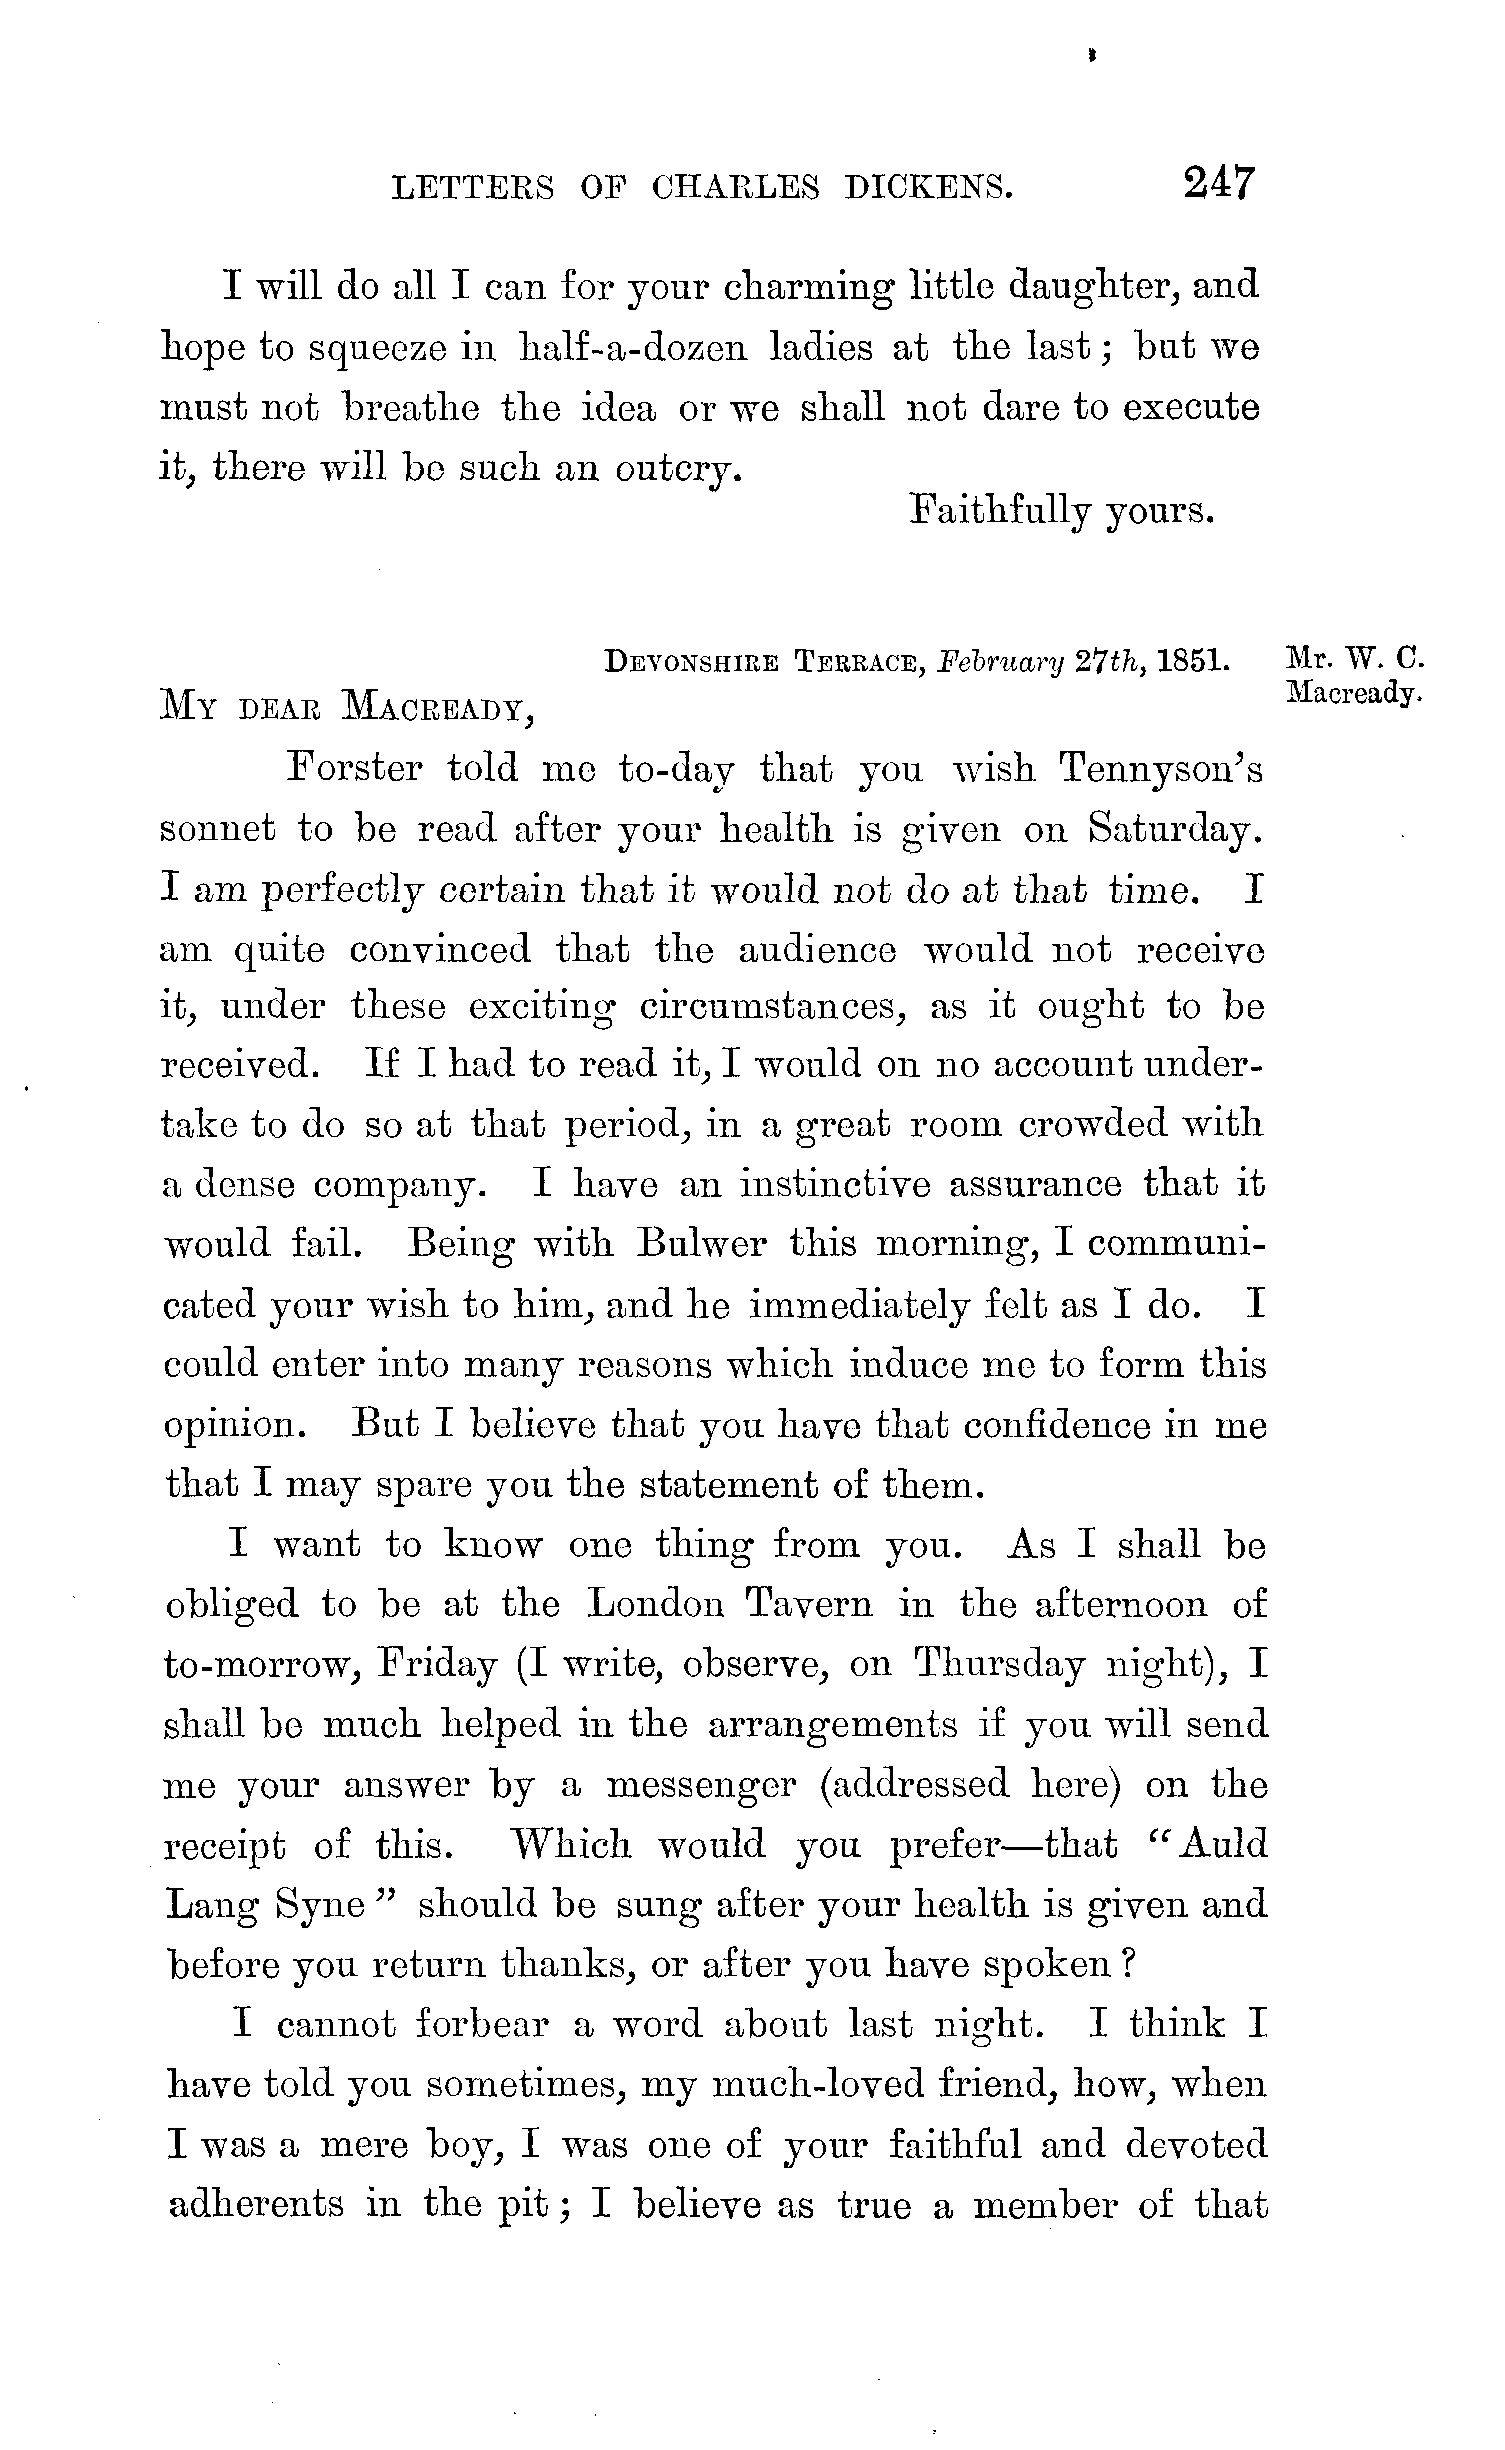 LETTERS OF CHARLES DICKENS. 247
I will do all I can for your charming little daughter, and
hope to squeeze in half-a-dozen ladies at the last; but we
must not breathe the idea or we shall not dare to execute
it, there will be such an outcry.
Faithfully yours.
DEVONSHIRE TERRACE, February 27th, 1851.
Mr. W. C.
Macready.
MY DEAR MACREADY,
Forster told me to-day that you wish Tennyson's
sonnet to be read after your health is given on Saturday.
I am perfectly certain that it would not do at that time. I
am quite convinced that the audience would not receive
it, under these exciting circumstances, as it ought to be
received. If I had to read it, I would on no account under-
take to do so at that period, in a great room crowded with
a dense company. I have an instinctive assurance that it
would fail. Being with Bulwer this morning, I communi-
cated your wish to him, and he immediately felt as I do. I
could enter into many reasons which induce me to form this
opinion. But I believe that you have that confidence in me
that I may spare you the statement of them.
I want to know one thing from you. As I shall be
obliged to be at the London Tavern in the afternoon of
to-morrow, Friday (I write, observe, on Thursday night), I
shall be much helped in the arrangements if you will send
me your answer by a messenger (addressed here) on the
receipt of this. Which would you prefer—that "Auld
Lang Syne" should be sung after your health is given and
before you return thanks, or after you have spoken?
I cannot forbear a word about last night. I think I
have told you sometimes, my much-loved friend, how, when
I was a mere boy, I was one of your faithful and devoted
adherents in the pit; I believe as true a member of that